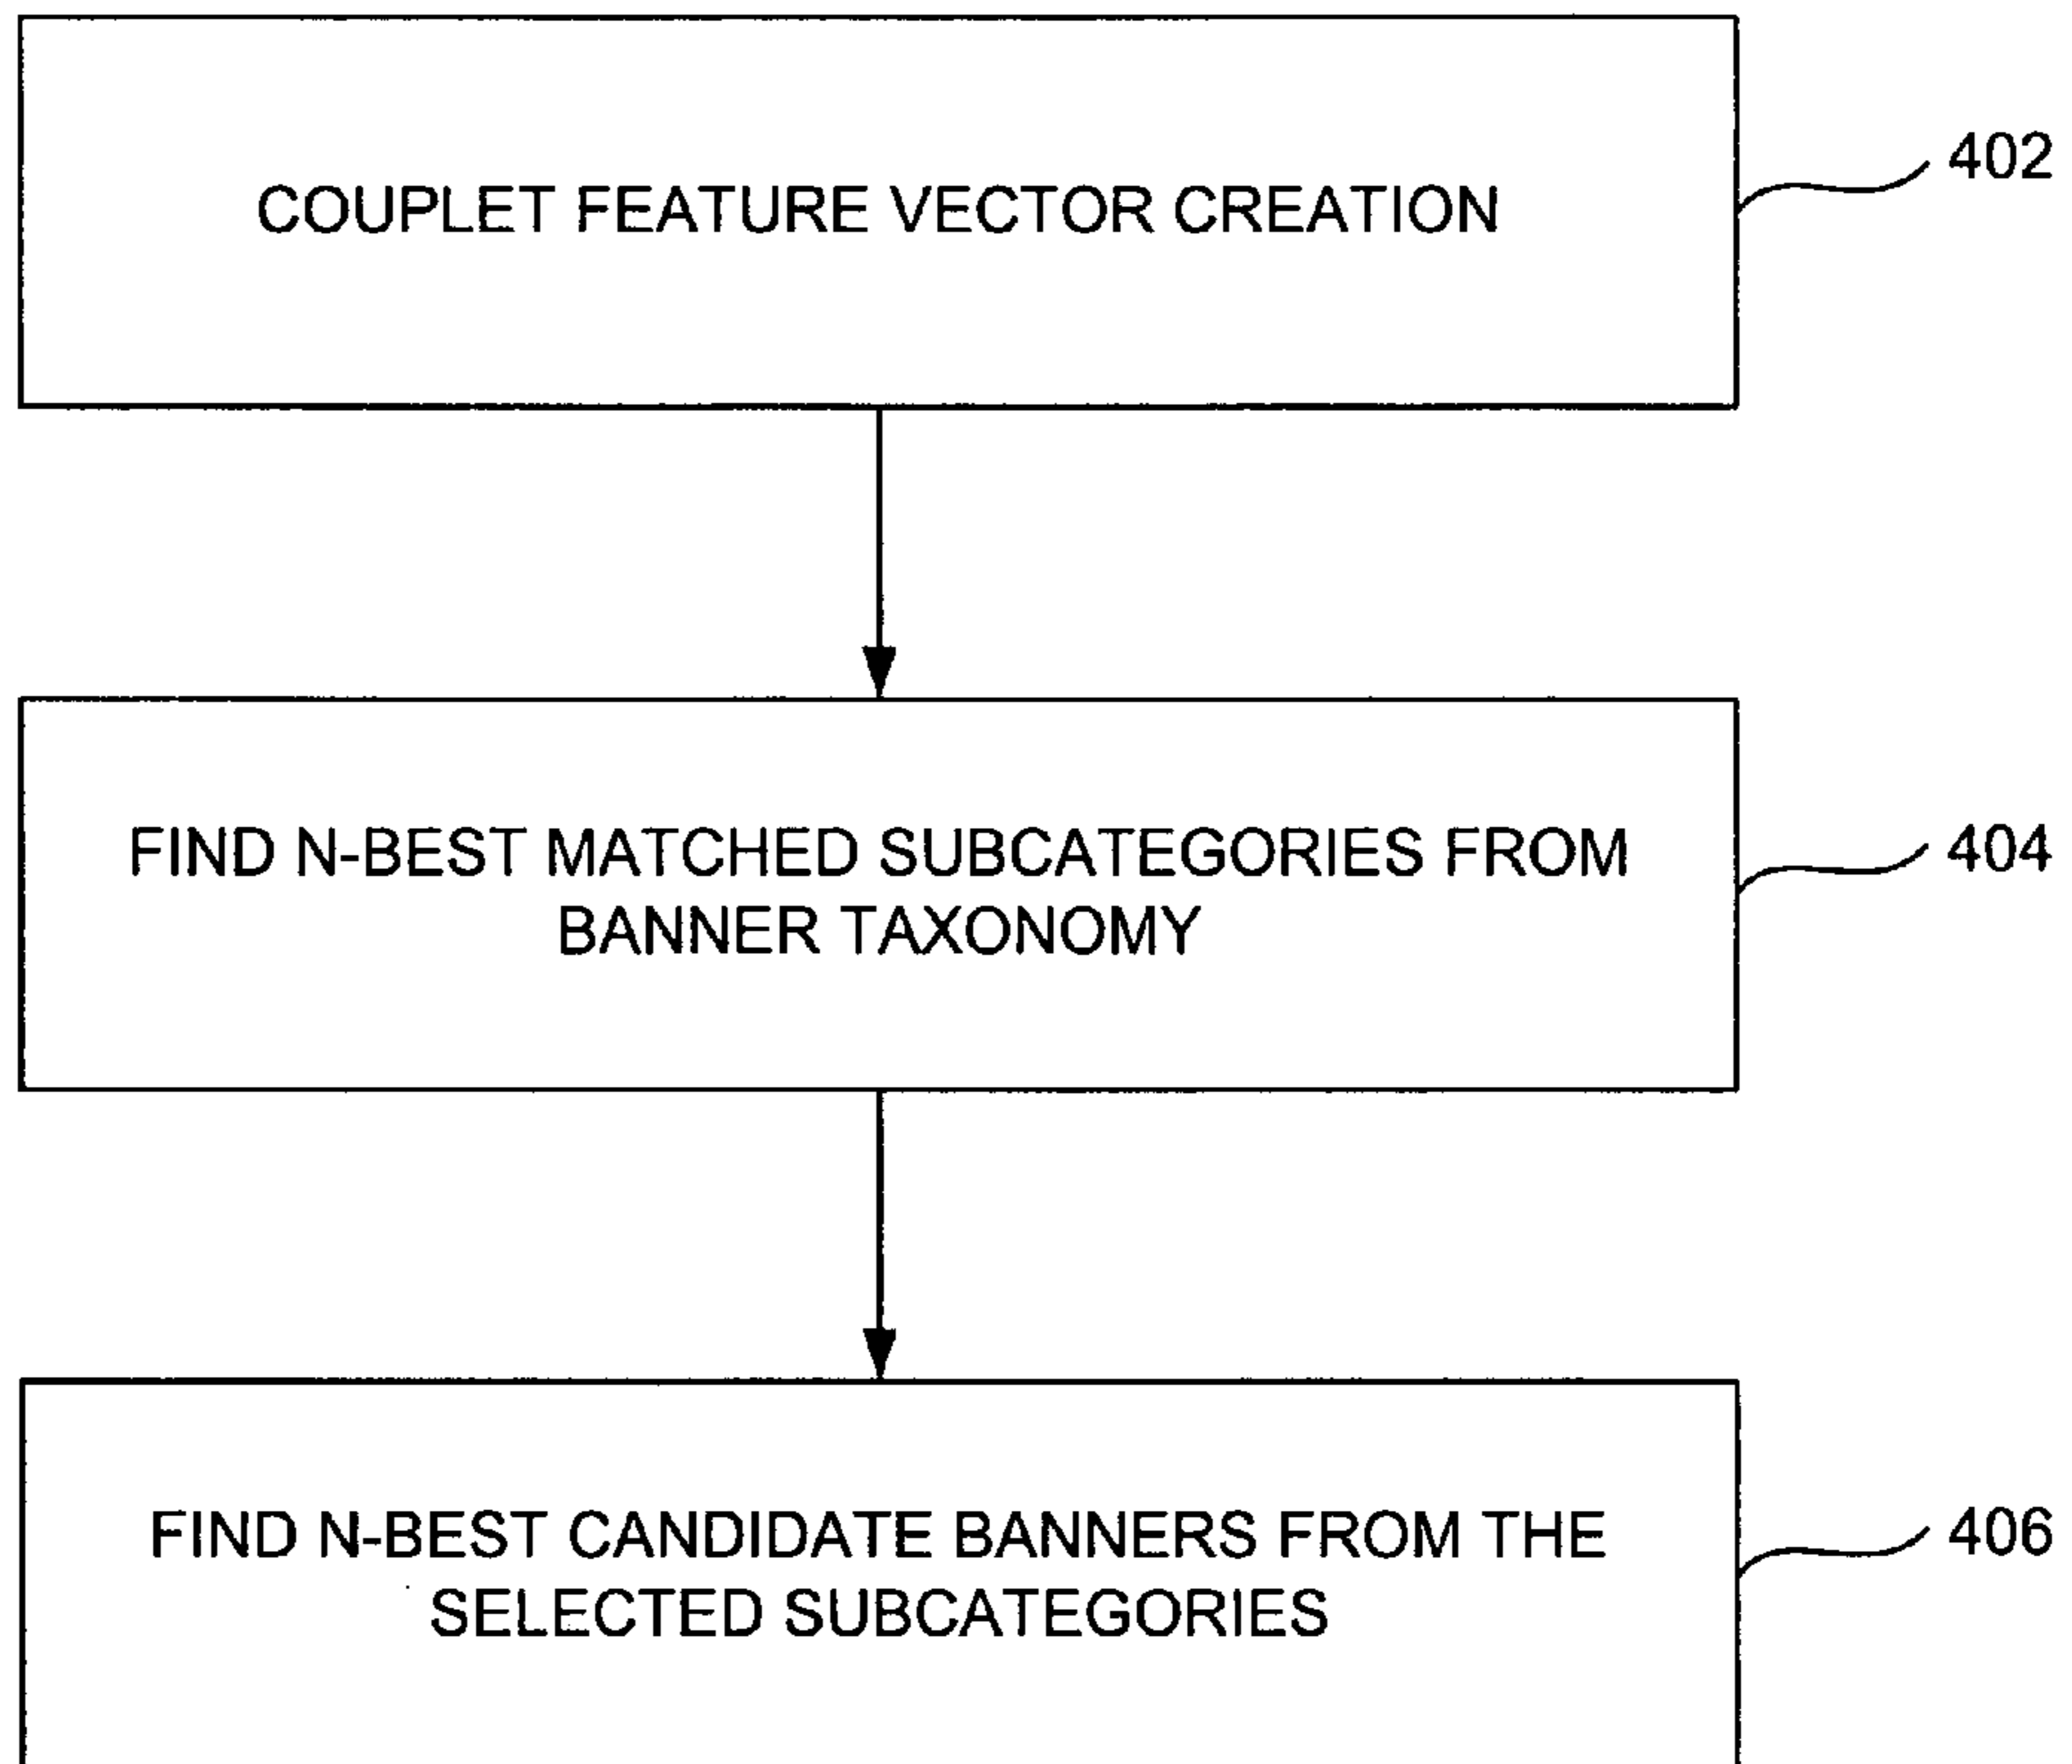 COUPLET FEATURE VECTOR CREATION
402
FIND N-BEST MATCHED SUBCATEGORIES FROM
BANNER TAXONOMY
404
FIND N-BEST CANDIDATE BANNERS FROM THE
SELECTED SUBCATEGORIES
406